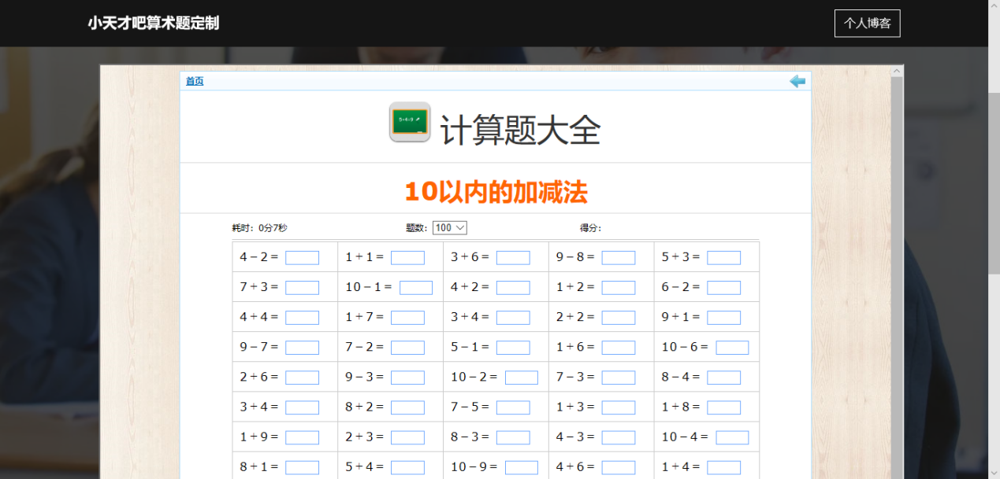 小天才吧算术题定制 个人博客
首页
计算题大全
10以内的加减法
耗时：0分7秒 题数：100 得分：
4 − 2 = 1 + 1 = 3 + 6 = 9 − 8 = 5 + 3 =
7 + 3 = 10 − 1 = 4 + 2 = 1 + 2 = 6 − 2 =
4 + 4 = 1 + 7 = 3 + 4 = 2 + 2 = 9 + 1 =
9 − 7 = 7 − 2 = 5 − 1 = 1 + 6 = 10 − 6 =
2 + 6 = 9 − 3 = 10 − 2 = 7 − 3 = 8 − 4 =
3 + 4 = 8 + 2 = 7 − 5 = 1 + 3 = 1 + 8 =
1 + 9 = 2 + 3 = 8 − 3 = 4 − 3 = 10 − 4 =
8 + 1 = 5 + 4 = 10 − 9 = 4 + 6 = 1 + 4 =